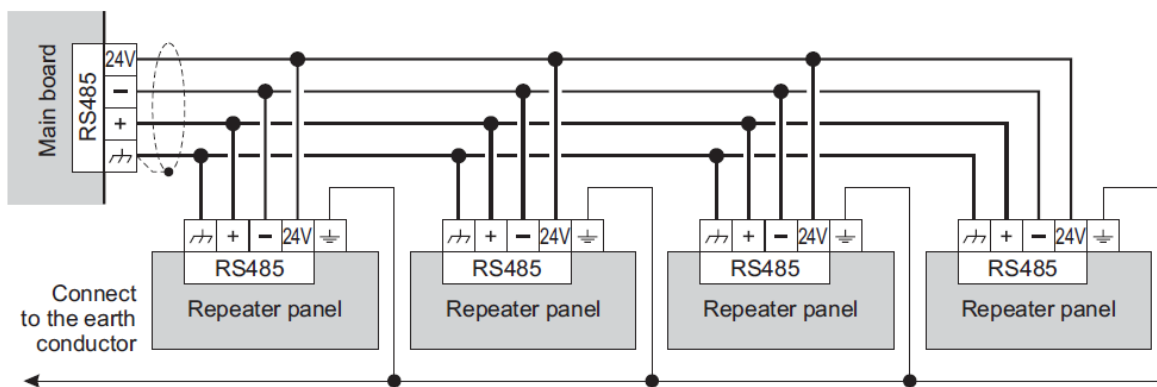 Main board
RS485
24V
−
+
+ − 24V
RS485
Repeater panel
+ − 24V
RS485
Repeater panel
+ − 24V
RS485
Repeater panel
+ − 24V
RS485
Repeater panel
Connect
to the earth
conductor